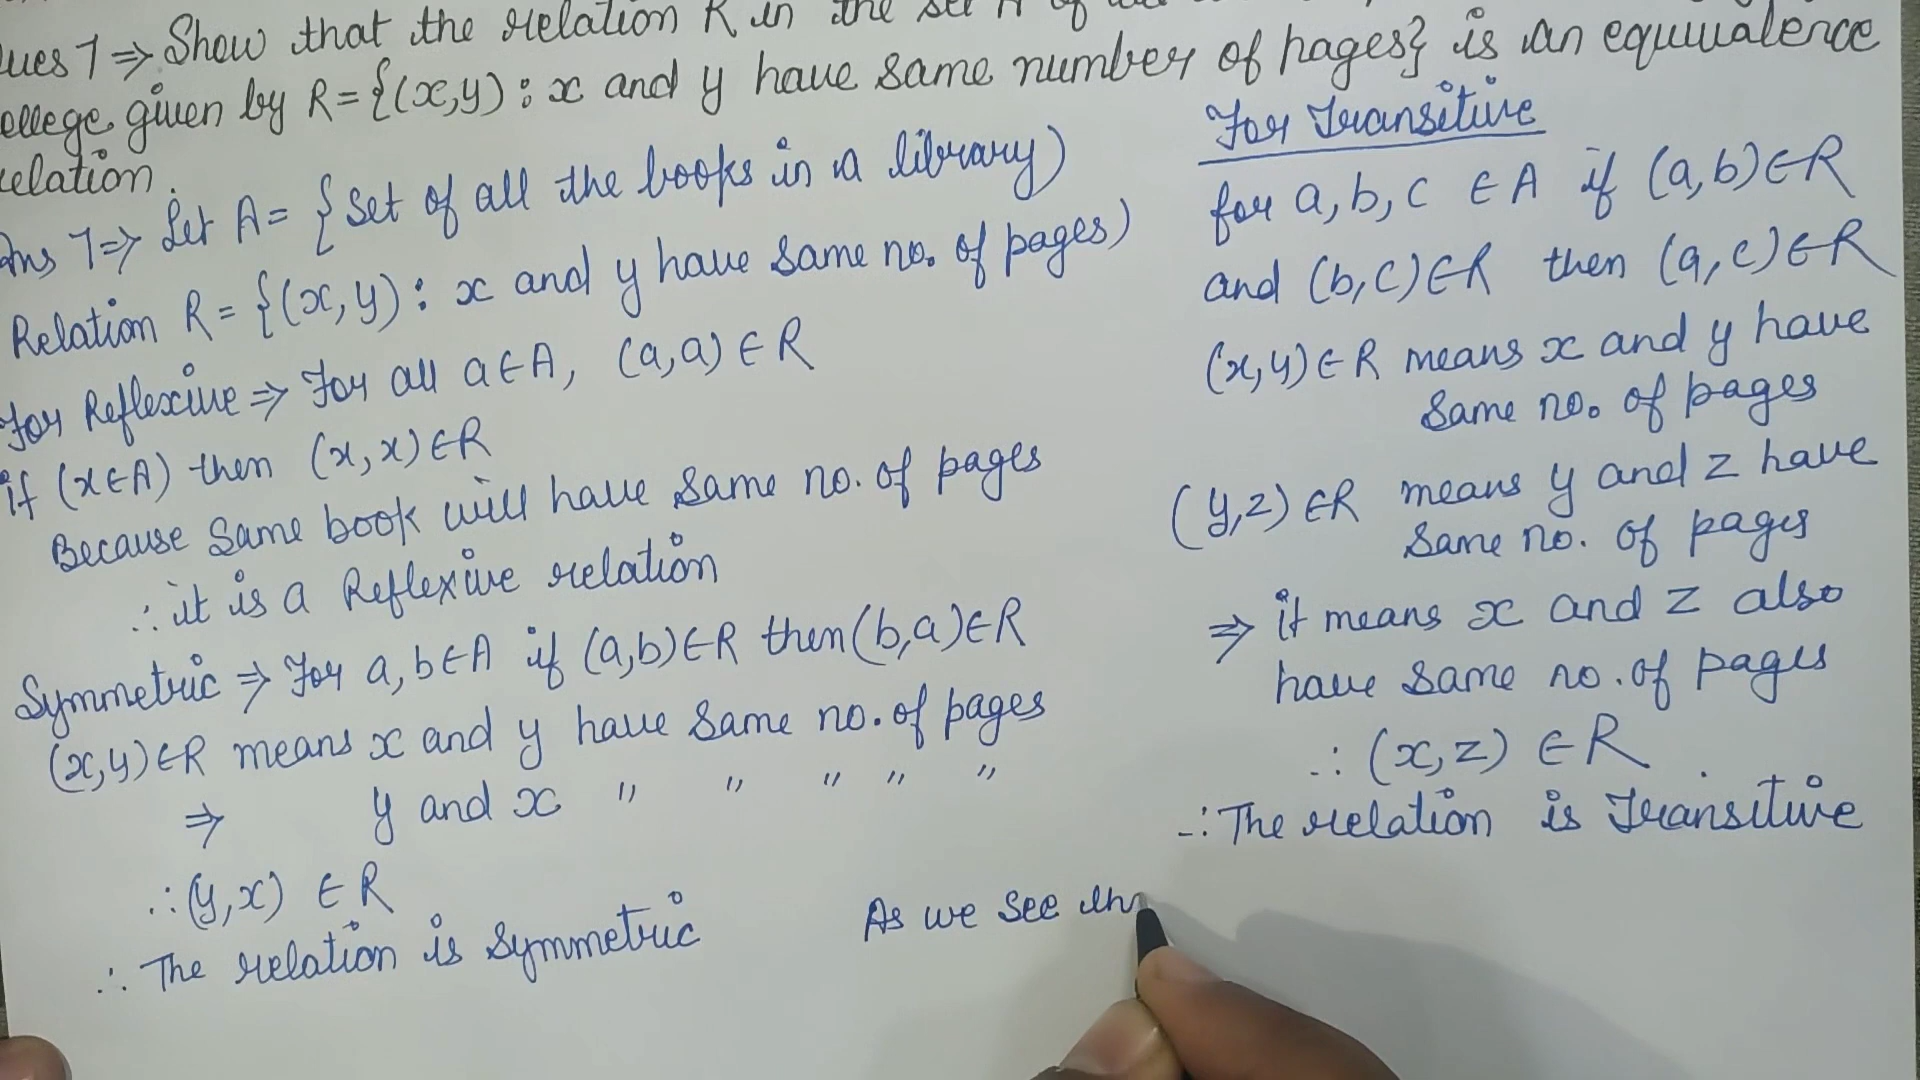 ues 7 ⇒ Show that the relation R in the set A of
ollege given by R = {(x,y) : x and y have same number of pages} is an equivalence
relation.
Ans 7 ⇒ Let A = { Set of all the books in a library)
Relation R = {(x,y) : x and y have same no. of pages)
For Reflexive ⇒ For all a ∈ A, (a,a) ∈ R
if (x ∈ A) then (x,x) ∈ R
Because same book will have same no. of pages
∴ it is a Reflexive relation
Symmetric ⇒ For a, b ∈ A if (a,b) ∈ R then (b,a) ∈ R
(x,y) ∈ R means x and y have same no. of pages
⇒ y and x " " " " "
∴ (y,x) ∈ R
∴ The relation is Symmetric
For Transitive
for a, b, c ∈ A if (a,b) ∈ R
and (b,c) ∈ R then (a,c) ∈ R
(x,y) ∈ R means x and y have
same no. of pages
(y,z) ∈ R means y and z have
same no. of pages
⇒ it means x and z also
have same no. of pages
∴ (x,z) ∈ R
∴ The relation is Transitive
As we see th